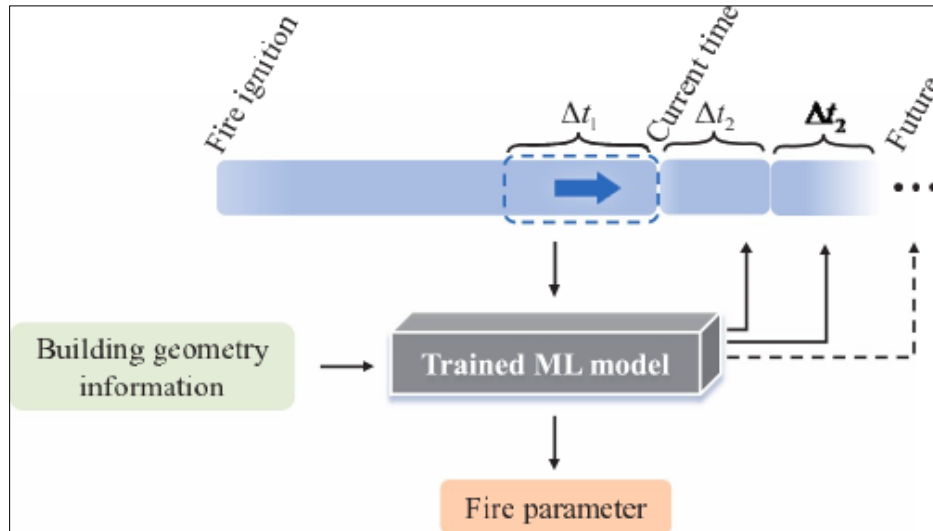 Fire ignition
Δt₁
Current time
Δt₂
Δt₂
Future
•••
Building geometry
information
Trained ML model
Fire parameter